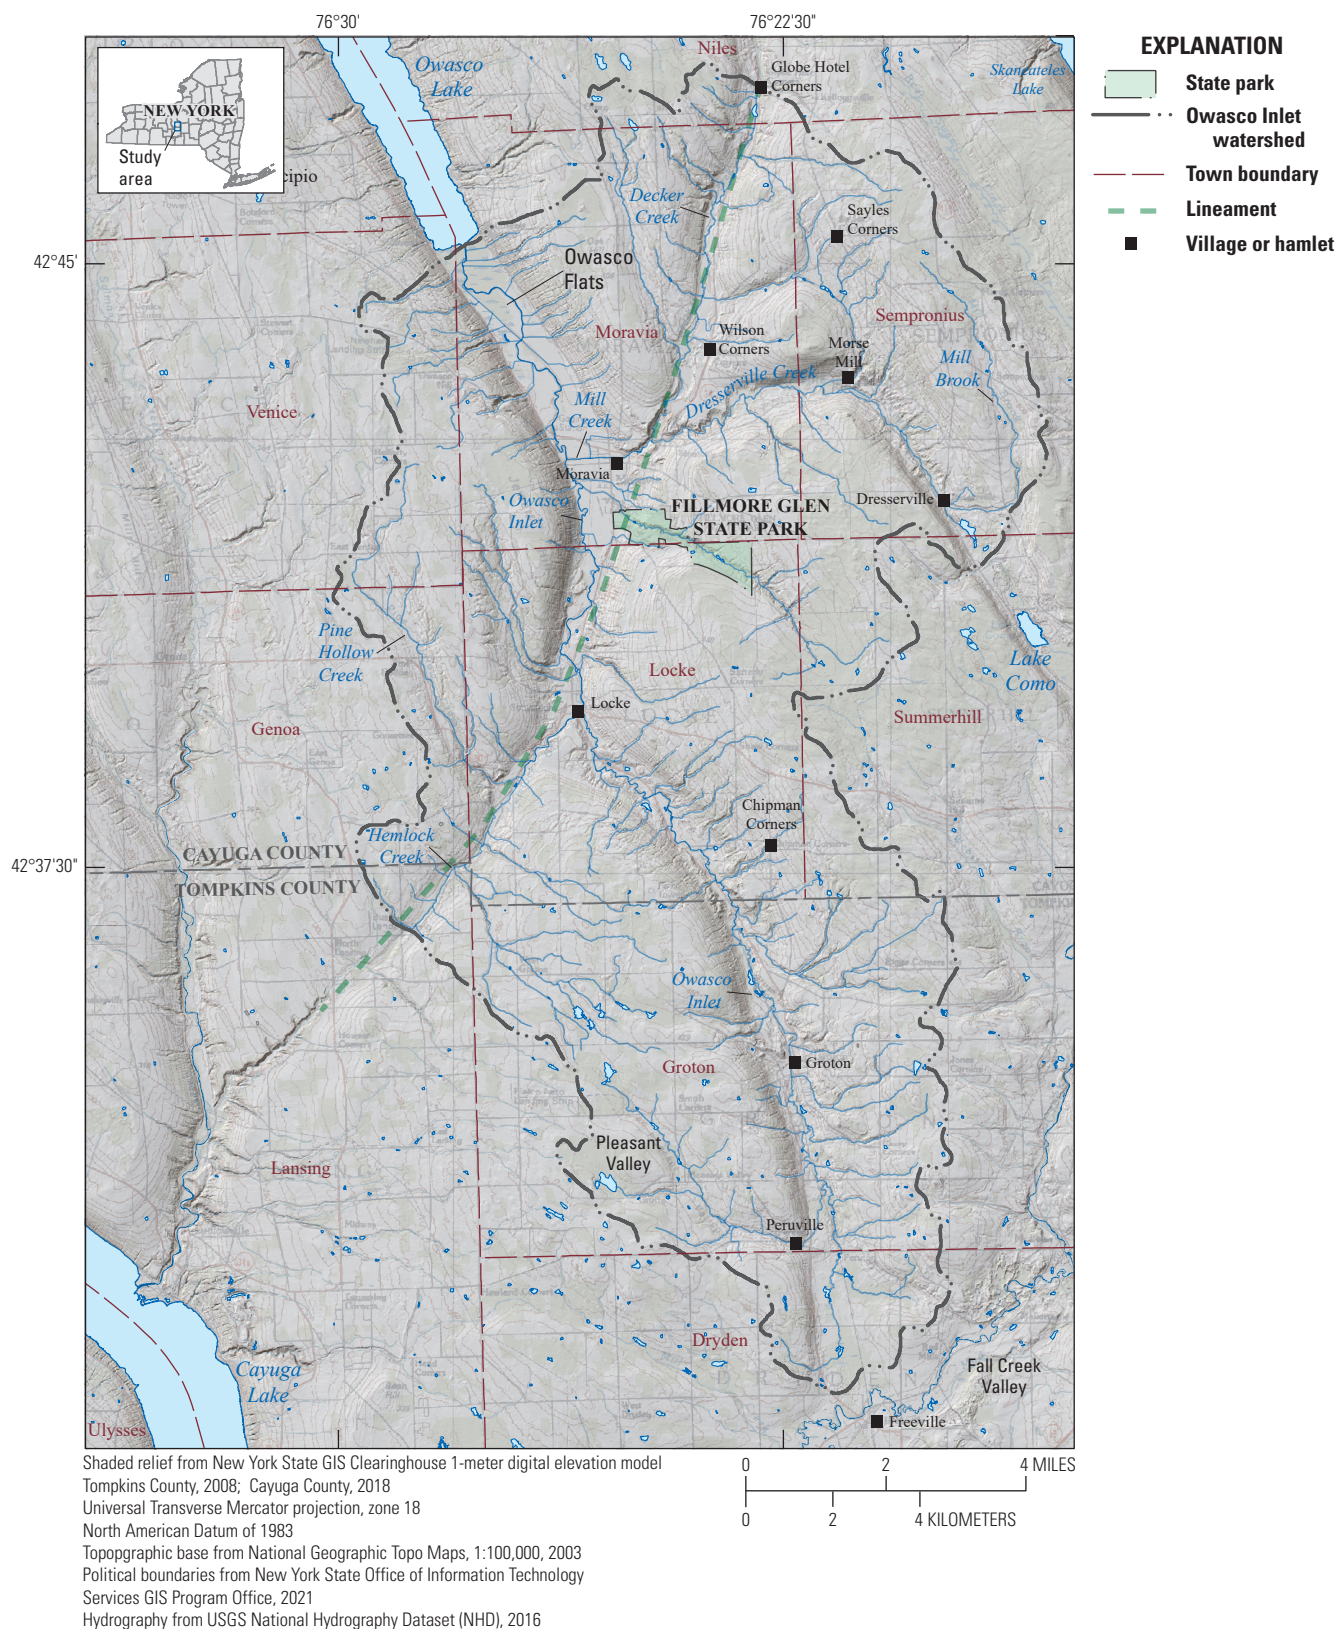 76°30'
76°22'30"
42°45'
42°37'30"
NEW YORK
Study
area
cipio
Owasco
Lake
Niles
Globe Hotel
Corners
Skaneateles
Lake
Decker
Creek
Sayles
Corners
Owasco
Flats
Moravia
Wilson
Corners
Sempronius
Morse
Mill
Mill
Brook
Dresserville Creek
Venice
Mill
Creek
Moravia
Owasco
Inlet
Dresserville
FILLMORE GLEN
STATE PARK
Pine
Hollow
Creek
Locke
Lake
Como
Locke
Genoa
Summerhill
Chipman
Corners
Hemlock
Creek
CAYUGA COUNTY
TOMPKINS COUNTY
Owasco
Inlet
Groton
Groton
Pleasant
Valley
Lansing
Peruville
Dryden
Cayuga
Lake
Fall Creek
Valley
Ulysses
Freeville
EXPLANATION
State park
Owasco Inlet
watershed
Town boundary
Lineament
Village or hamlet
Shaded relief from New York State GIS Clearinghouse 1-meter digital elevation model
Tompkins County, 2008; Cayuga County, 2018
Universal Transverse Mercator projection, zone 18
North American Datum of 1983
Topopgraphic base from National Geographic Topo Maps, 1:100,000, 2003
Political boundaries from New York State Office of Information Technology
Services GIS Program Office, 2021
Hydrography from USGS National Hydrography Dataset (NHD), 2016
0 2 4 MILES
0 2 4 KILOMETERS